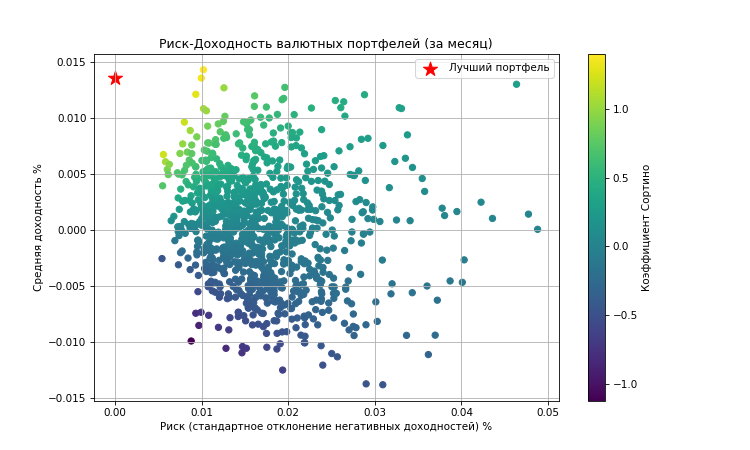 Риск-Доходность валютных портфелей (за месяц)
Лучший портфель
0.015
0.010
0.005
0.000
−0.005
−0.010
−0.015
Средняя доходность %
0.00 0.01 0.02 0.03 0.04 0.05
Риск (стандартное отклонение негативных доходностей) %
1.0
0.5
0.0
−0.5
−1.0
Коэффициент Сортино